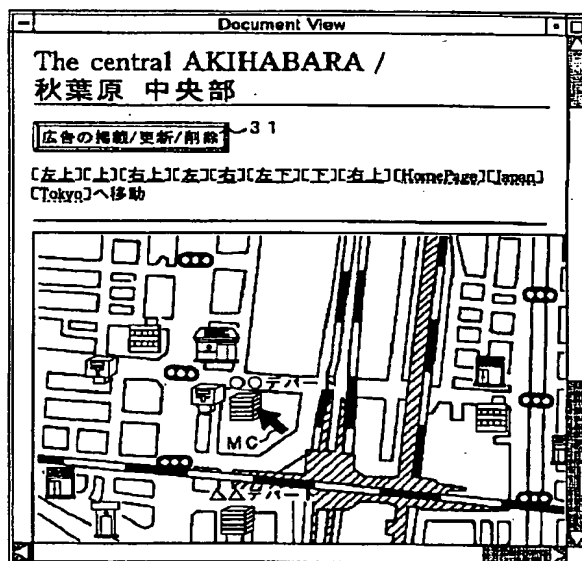 Document View
The central AKIHABARA /
秋葉原 中央部
広告の掲載/更新/削除
31
[左上][上][右上][左][右][左下][下][右上][HomePage][Japan]
[Tokyo]へ移動
○○デパート
MC
△△デパート